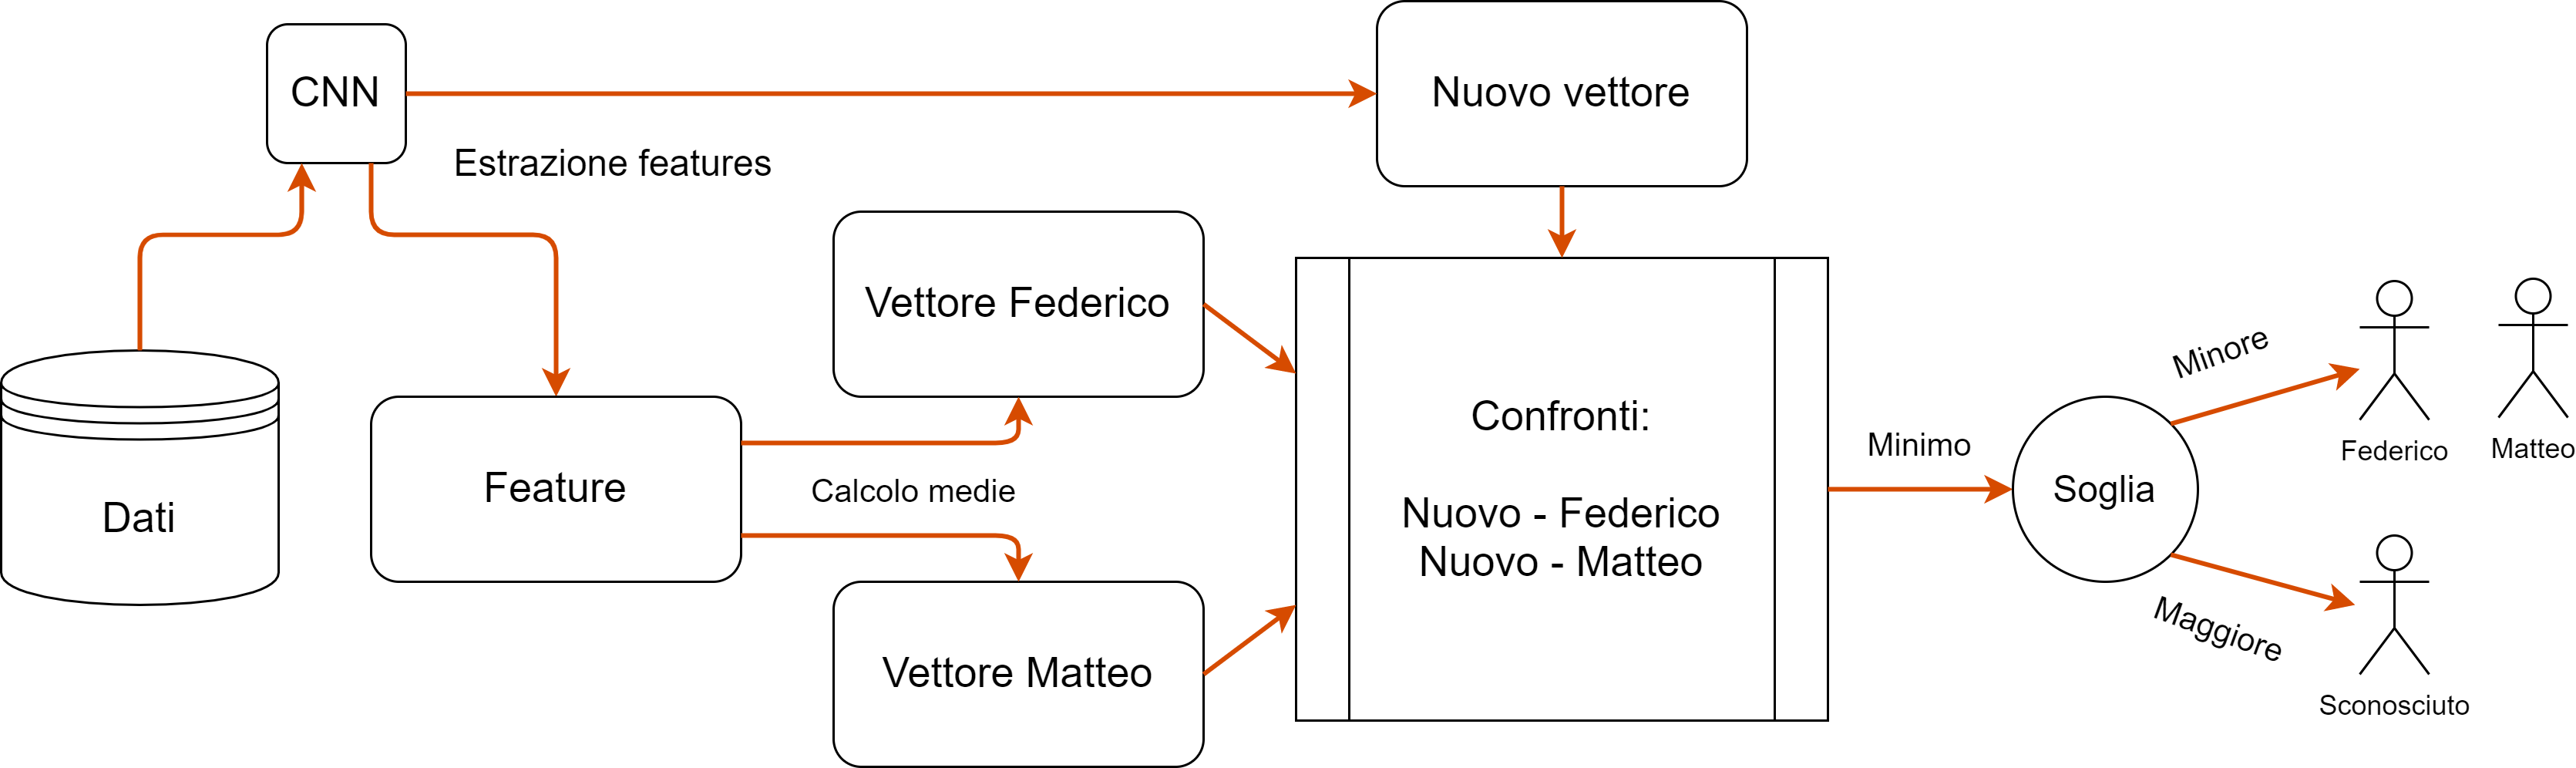 CNN
Nuovo vettore
Estrazione features
Vettore Federico
Dati
Feature
Calcolo medie
Vettore Matteo
Confronti:
Nuovo - Federico
Nuovo - Matteo
Minimo
Soglia
Minore
Maggiore
Federico
Matteo
Sconosciuto